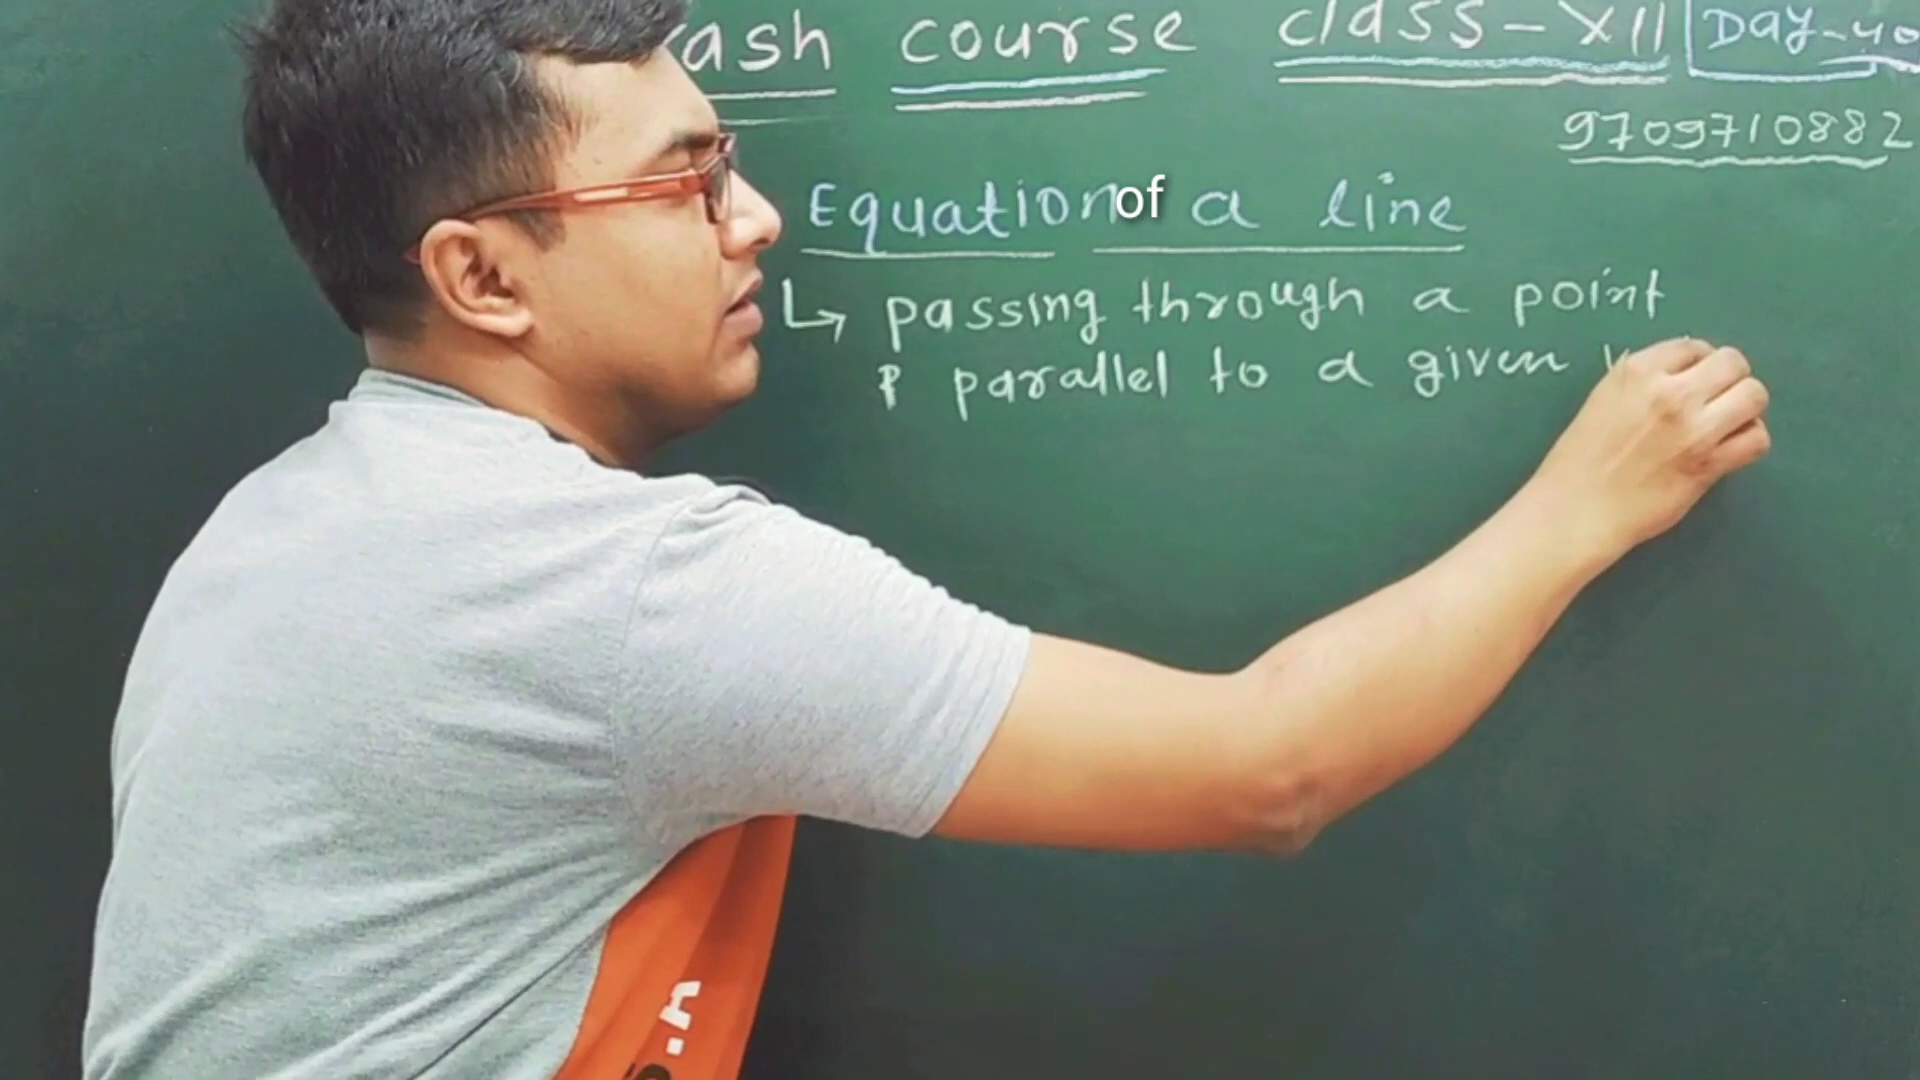 ash course class-XII Day-40
9709710882
Equation of a line
↳ passing through a point
& parallel to a given